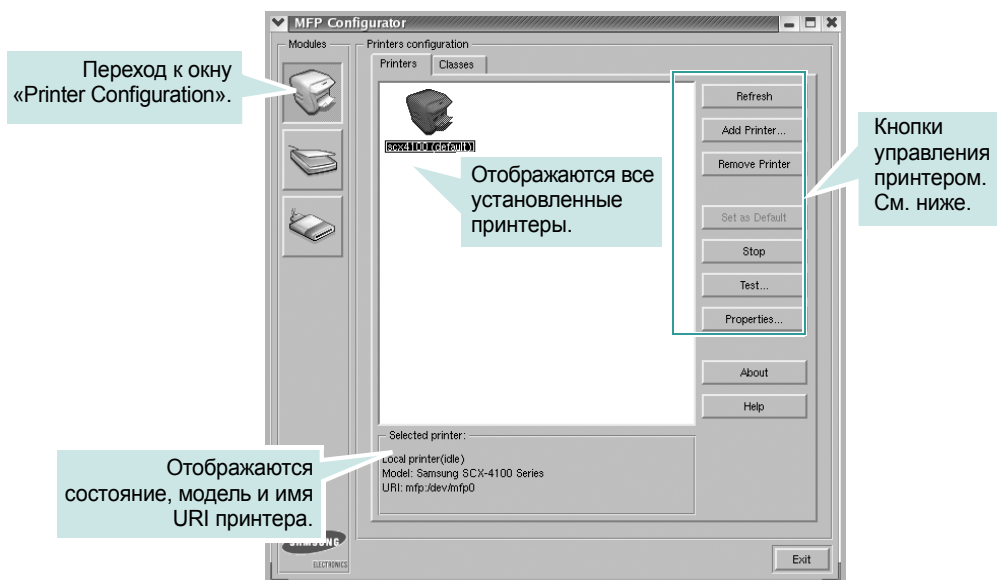 MFP Configurator
Modules
Printers configuration
Printers
Classes
Переход к окну
«Printer Configuration».
scx4100 (default)
Отображаются все
установленные
принтеры.
Refresh
Add Printer...
Remove Printer
Set as Default
Stop
Test...
Properties...
About
Help
Кнопки
управления
принтером.
См. ниже.
Selected printer:
Local printer(idle)
Model: Samsung SCX-4100 Series
URI: mfp:/dev/mfp0
Отображаются
состояние, модель и имя
URI принтера.
SAMSUNG
ELECTRONICS
Exit